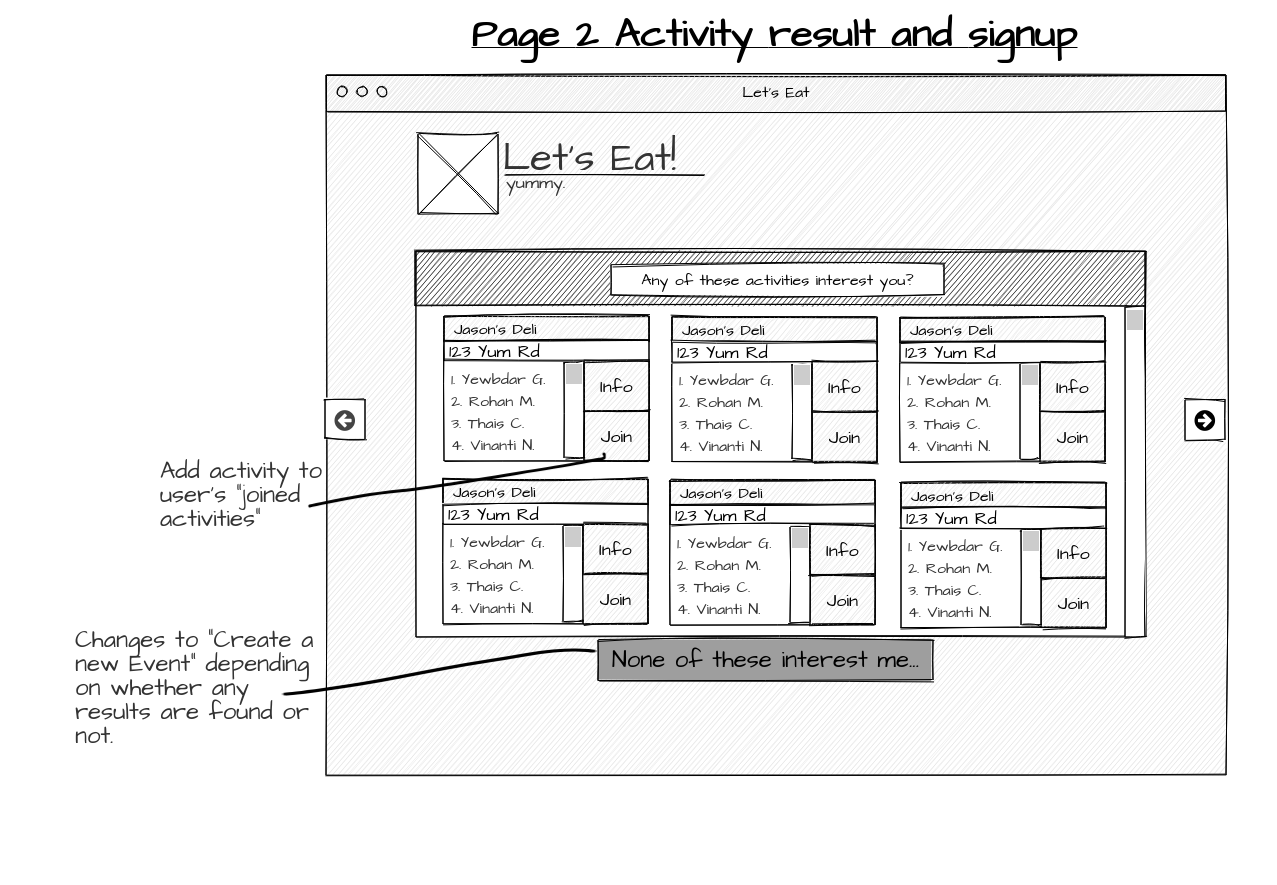 Page 2 Activity result and signup
Let's Eat
Let's Eat!
yummy.
Any of these activities interest you?
Jason's Deli
123 Yum Rd
1. Yewbdar G.
2. Rohan M.
3. Thais C.
4. Vinanti N.
Info
Join
Jason's Deli
123 Yum Rd
1. Yewbdar G.
2. Rohan M.
3. Thais C.
4. Vinanti N.
Info
Join
Jason's Deli
123 Yum Rd
1. Yewbdar G.
2. Rohan M.
3. Thais C.
4. Vinanti N.
Info
Join
Add activity to
user's "joined
activities"
Jason's Deli
123 Yum Rd
1. Yewbdar G.
2. Rohan M.
3. Thais C.
4. Vinanti N.
Info
Join
Jason's Deli
123 Yum Rd
1. Yewbdar G.
2. Rohan M.
3. Thais C.
4. Vinanti N.
Info
Join
Jason's Deli
123 Yum Rd
1. Yewbdar G.
2. Rohan M.
3. Thais C.
4. Vinanti N.
Info
Join
Changes to "Create a
new Event" depending
on whether any
results are found or
not.
None of these interest me...